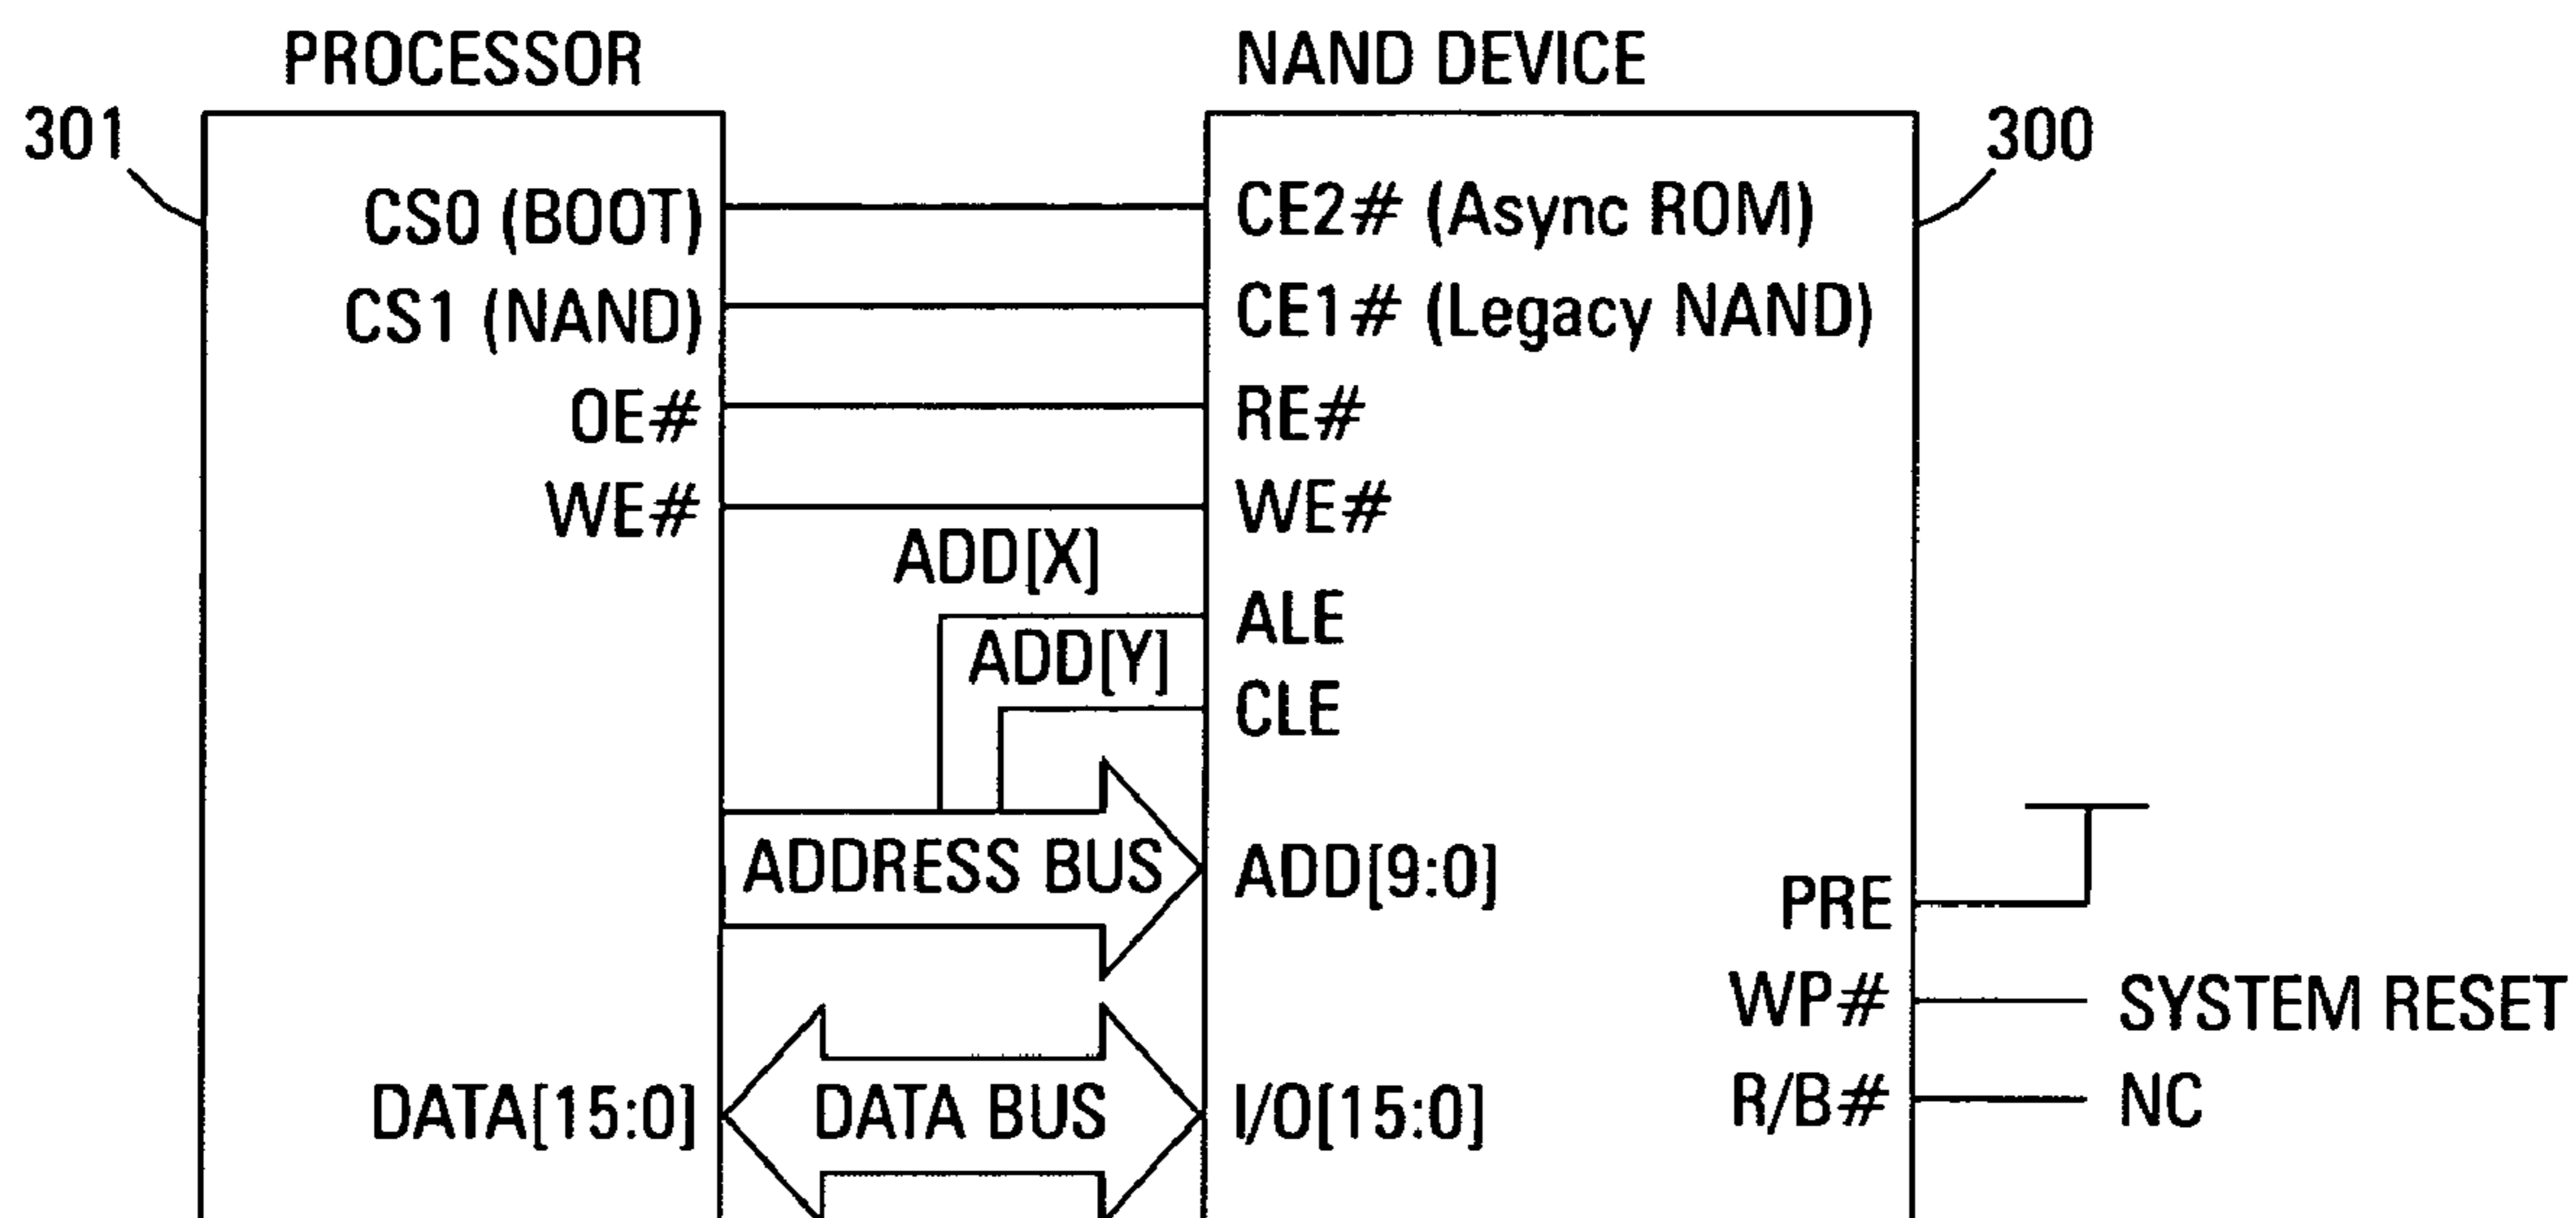 PROCESSOR
NAND DEVICE
301
300
CS0 (BOOT)
CE2# (Async ROM)
CS1 (NAND)
CE1# (Legacy NAND)
OE#
RE#
WE#
WE#
ADD[X]
ALE
ADD[Y]
CLE
ADDRESS BUS
ADD[9:0]
PRE
WP#
SYSTEM RESET
DATA[15:0]
DATA BUS
I/O[15:0]
R/B#
NC